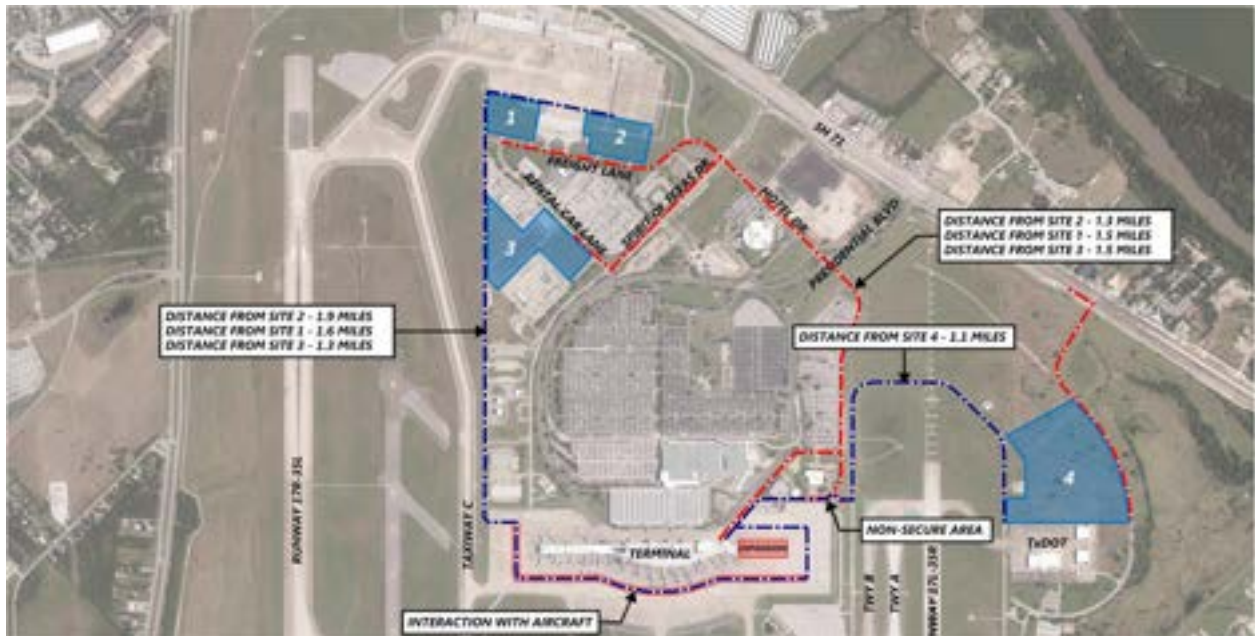 1
2
FREIGHT LANE
RENTAL CAR LANE
SPIRIT OF TEXAS DR
HOTEL DR
PRESIDENTIAL BLVD
SH 71
3
DISTANCE FROM SITE 2 - 1.3 MILES
DISTANCE FROM SITE 1 - 1.5 MILES
DISTANCE FROM SITE 3 - 1.5 MILES
DISTANCE FROM SITE 2 - 1.9 MILES
DISTANCE FROM SITE 1 - 1.6 MILES
DISTANCE FROM SITE 3 - 1.3 MILES
DISTANCE FROM SITE 4 - 1.1 MILES
4
RUNWAY 17R-35L
TAXIWAY C
NON-SECURE AREA
TERMINAL
EXPANSION
TxDOT
TWY B
TWY A
RUNWAY 17L-35R
INTERACTION WITH AIRCRAFT